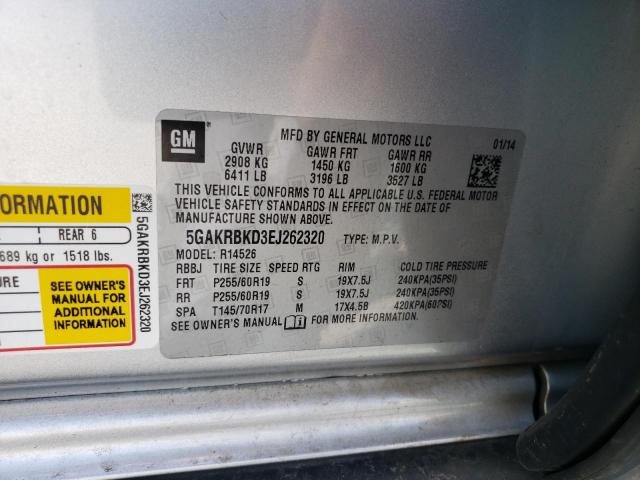 GM
MFD BY GENERAL MOTORS LLC 01/14
GVWR GAWR FRT GAWR RR
2908 KG 1450 KG 1600 KG
6411 LB 3196 LB 3527 LB
THIS VEHICLE CONFORMS TO ALL APPLICABLE U.S. FEDERAL MOTOR
VEHICLE SAFETY STANDARDS IN EFFECT ON THE DATE OF
MANUFACTURE SHOWN ABOVE.
5GAKRBKD3EJ262320 TYPE: M.P.V.
MODEL: R14526
RBBJ TIRE SIZE SPEED RTG RIM COLD TIRE PRESSURE
FRT P255/60R19 S 19X7.5J 240KPA(35PSI)
RR P255/60R19 S 19X7.5J 240KPA(35PSI)
SPA T145/70R17 M 17X4.5B 420KPA(60PSI)
SEE OWNER'S MANUAL FOR MORE INFORMATION
ORMATION
REAR 6
689 kg or 1518 lbs.
URE
SEE OWNER'S
MANUAL FOR
ADDITIONAL
INFORMATION
5GAKRBKD3EJ262320